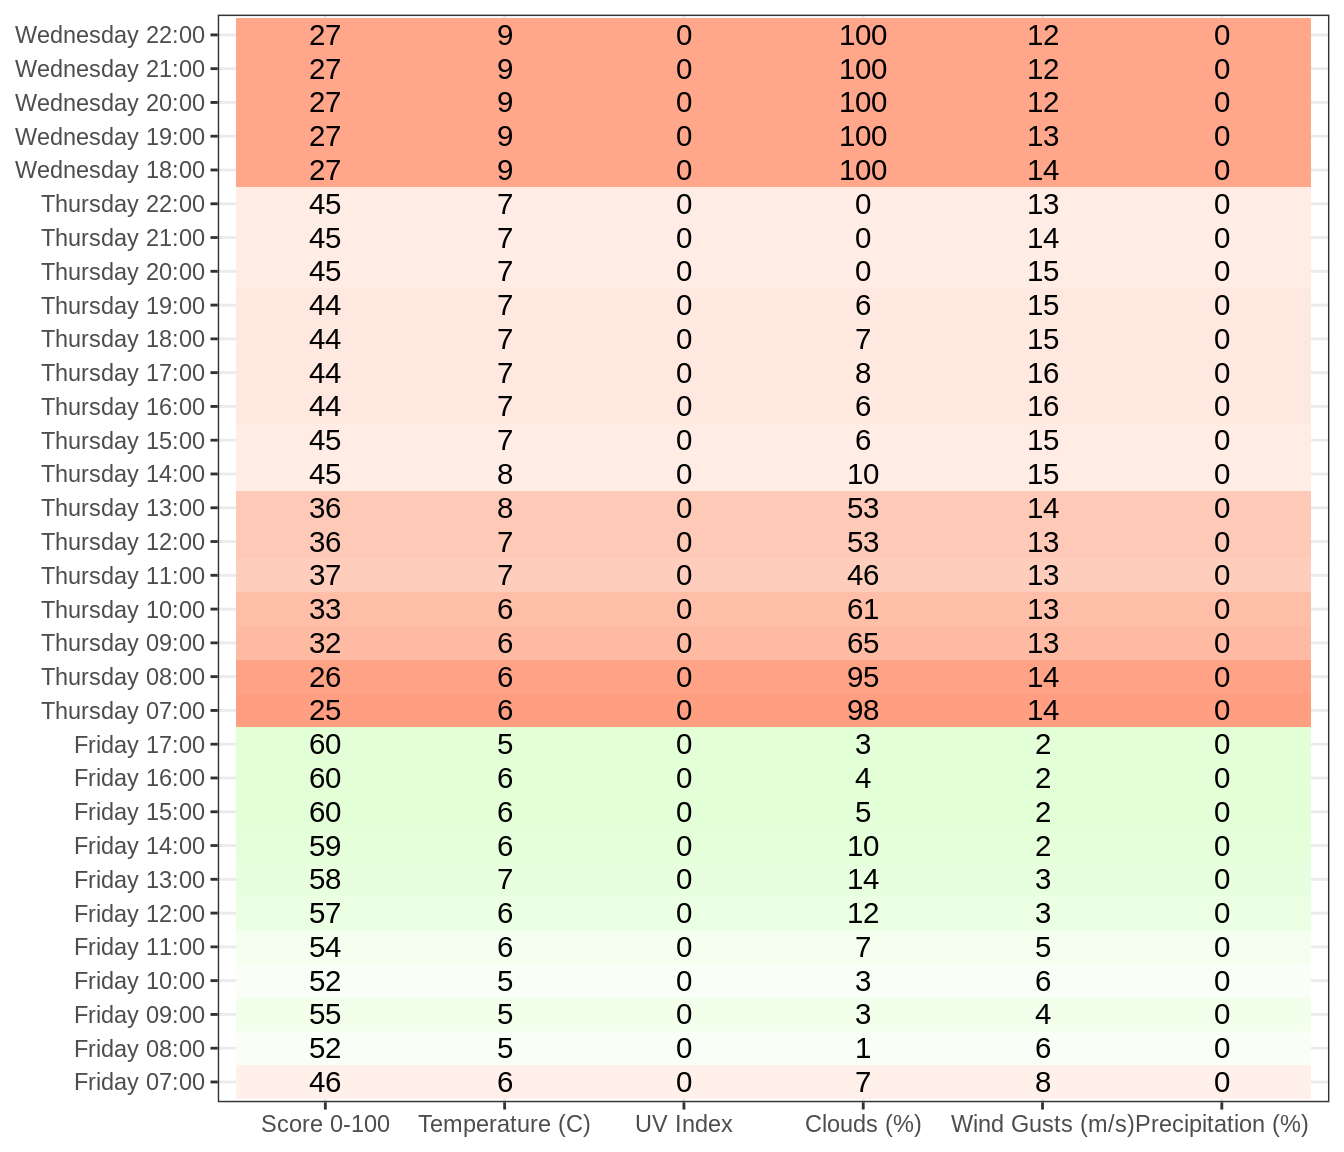 Wednesday 22:00 27 9 0 100 12 0
Wednesday 21:00 27 9 0 100 12 0
Wednesday 20:00 27 9 0 100 12 0
Wednesday 19:00 27 9 0 100 13 0
Wednesday 18:00 27 9 0 100 14 0
Thursday 22:00 45 7 0 0 13 0
Thursday 21:00 45 7 0 0 14 0
Thursday 20:00 45 7 0 0 15 0
Thursday 19:00 44 7 0 6 15 0
Thursday 18:00 44 7 0 7 15 0
Thursday 17:00 44 7 0 8 16 0
Thursday 16:00 44 7 0 6 16 0
Thursday 15:00 45 7 0 6 15 0
Thursday 14:00 45 8 0 10 15 0
Thursday 13:00 36 8 0 53 14 0
Thursday 12:00 36 7 0 53 13 0
Thursday 11:00 37 7 0 46 13 0
Thursday 10:00 33 6 0 61 13 0
Thursday 09:00 32 6 0 65 13 0
Thursday 08:00 26 6 0 95 14 0
Thursday 07:00 25 6 0 98 14 0
Friday 17:00 60 5 0 3 2 0
Friday 16:00 60 6 0 4 2 0
Friday 15:00 60 6 0 5 2 0
Friday 14:00 59 6 0 10 2 0
Friday 13:00 58 7 0 14 3 0
Friday 12:00 57 6 0 12 3 0
Friday 11:00 54 6 0 7 5 0
Friday 10:00 52 5 0 3 6 0
Friday 09:00 55 5 0 3 4 0
Friday 08:00 52 5 0 1 6 0
Friday 07:00 46 6 0 7 8 0
Score 0-100 Temperature (C) UV Index Clouds (%) Wind Gusts (m/s) Precipitation (%)